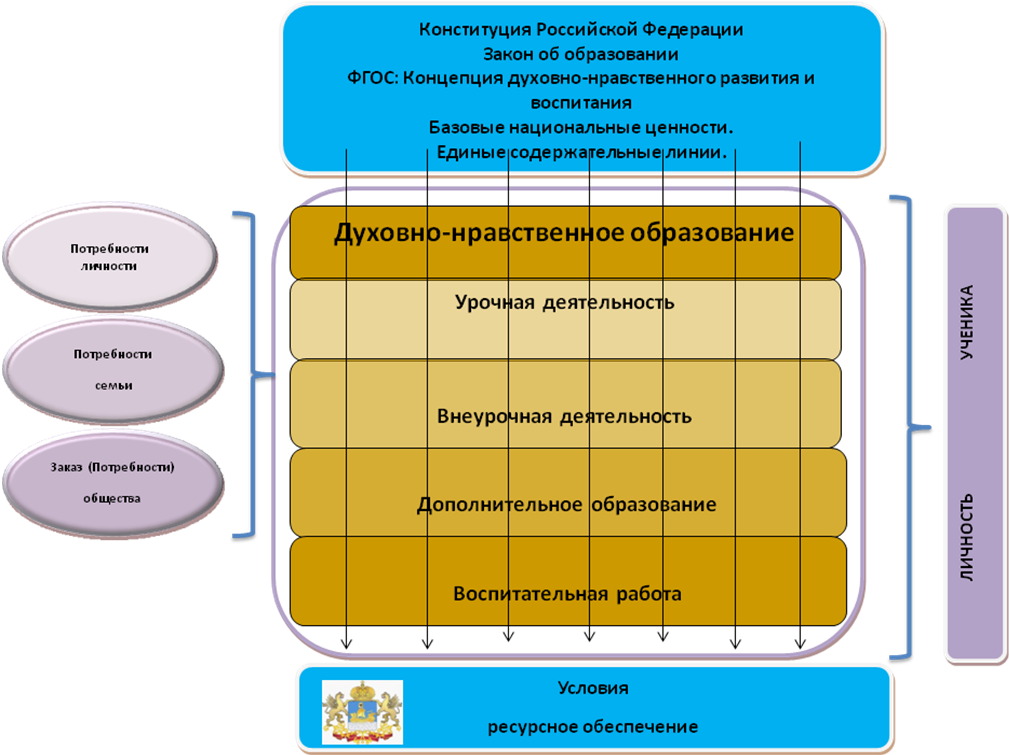 Конституция Российской Федерации
Закон об образовании
ФГОС: Концепция духовно-нравственного развития и
воспитания
Базовые национальные ценности.
Единые содержательные линии.
Духовно-нравственное образование
Урочная деятельность
Внеурочная деятельность
Дополнительное образование
Воспитательная работа
Потребности
личности
Потребности
семьи
Заказ (Потребности)
общества
ЛИЧНОСТЬ УЧЕНИКА
Условия
ресурсное обеспечение